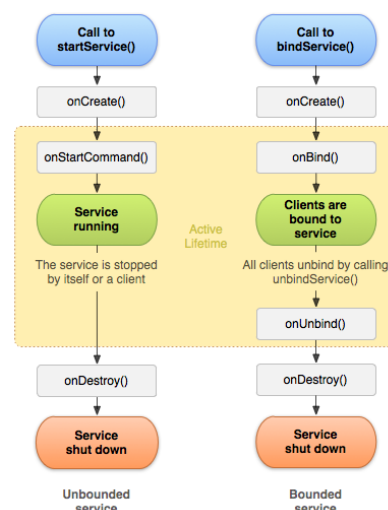 Call to
startService()
onCreate()
onStartCommand()
Service
running
The service is stopped
by itself or a client
onDestroy()
Service
shut down
Unbounded
service
Active
Lifetime
Call to
bindService()
onCreate()
onBind()
Clients are
bound to
service
All clients unbind by calling
unbindService()
onUnbind()
onDestroy()
Service
shut down
Bounded
service